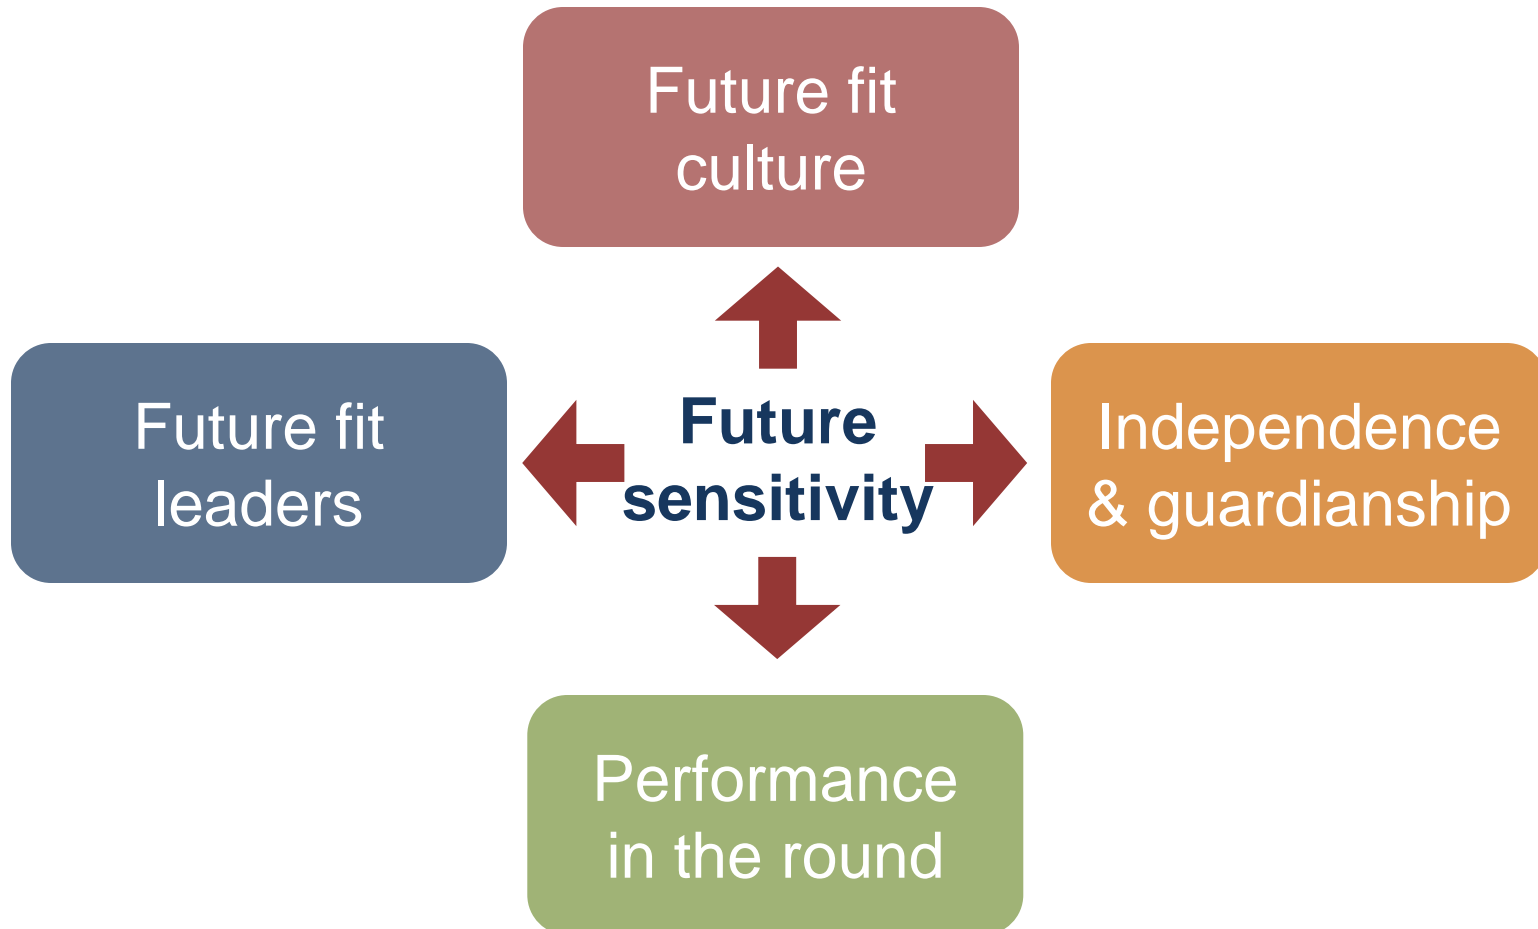 Future fit
culture
Future fit
leaders
Future
sensitivity
Independence
& guardianship
Performance
in the round